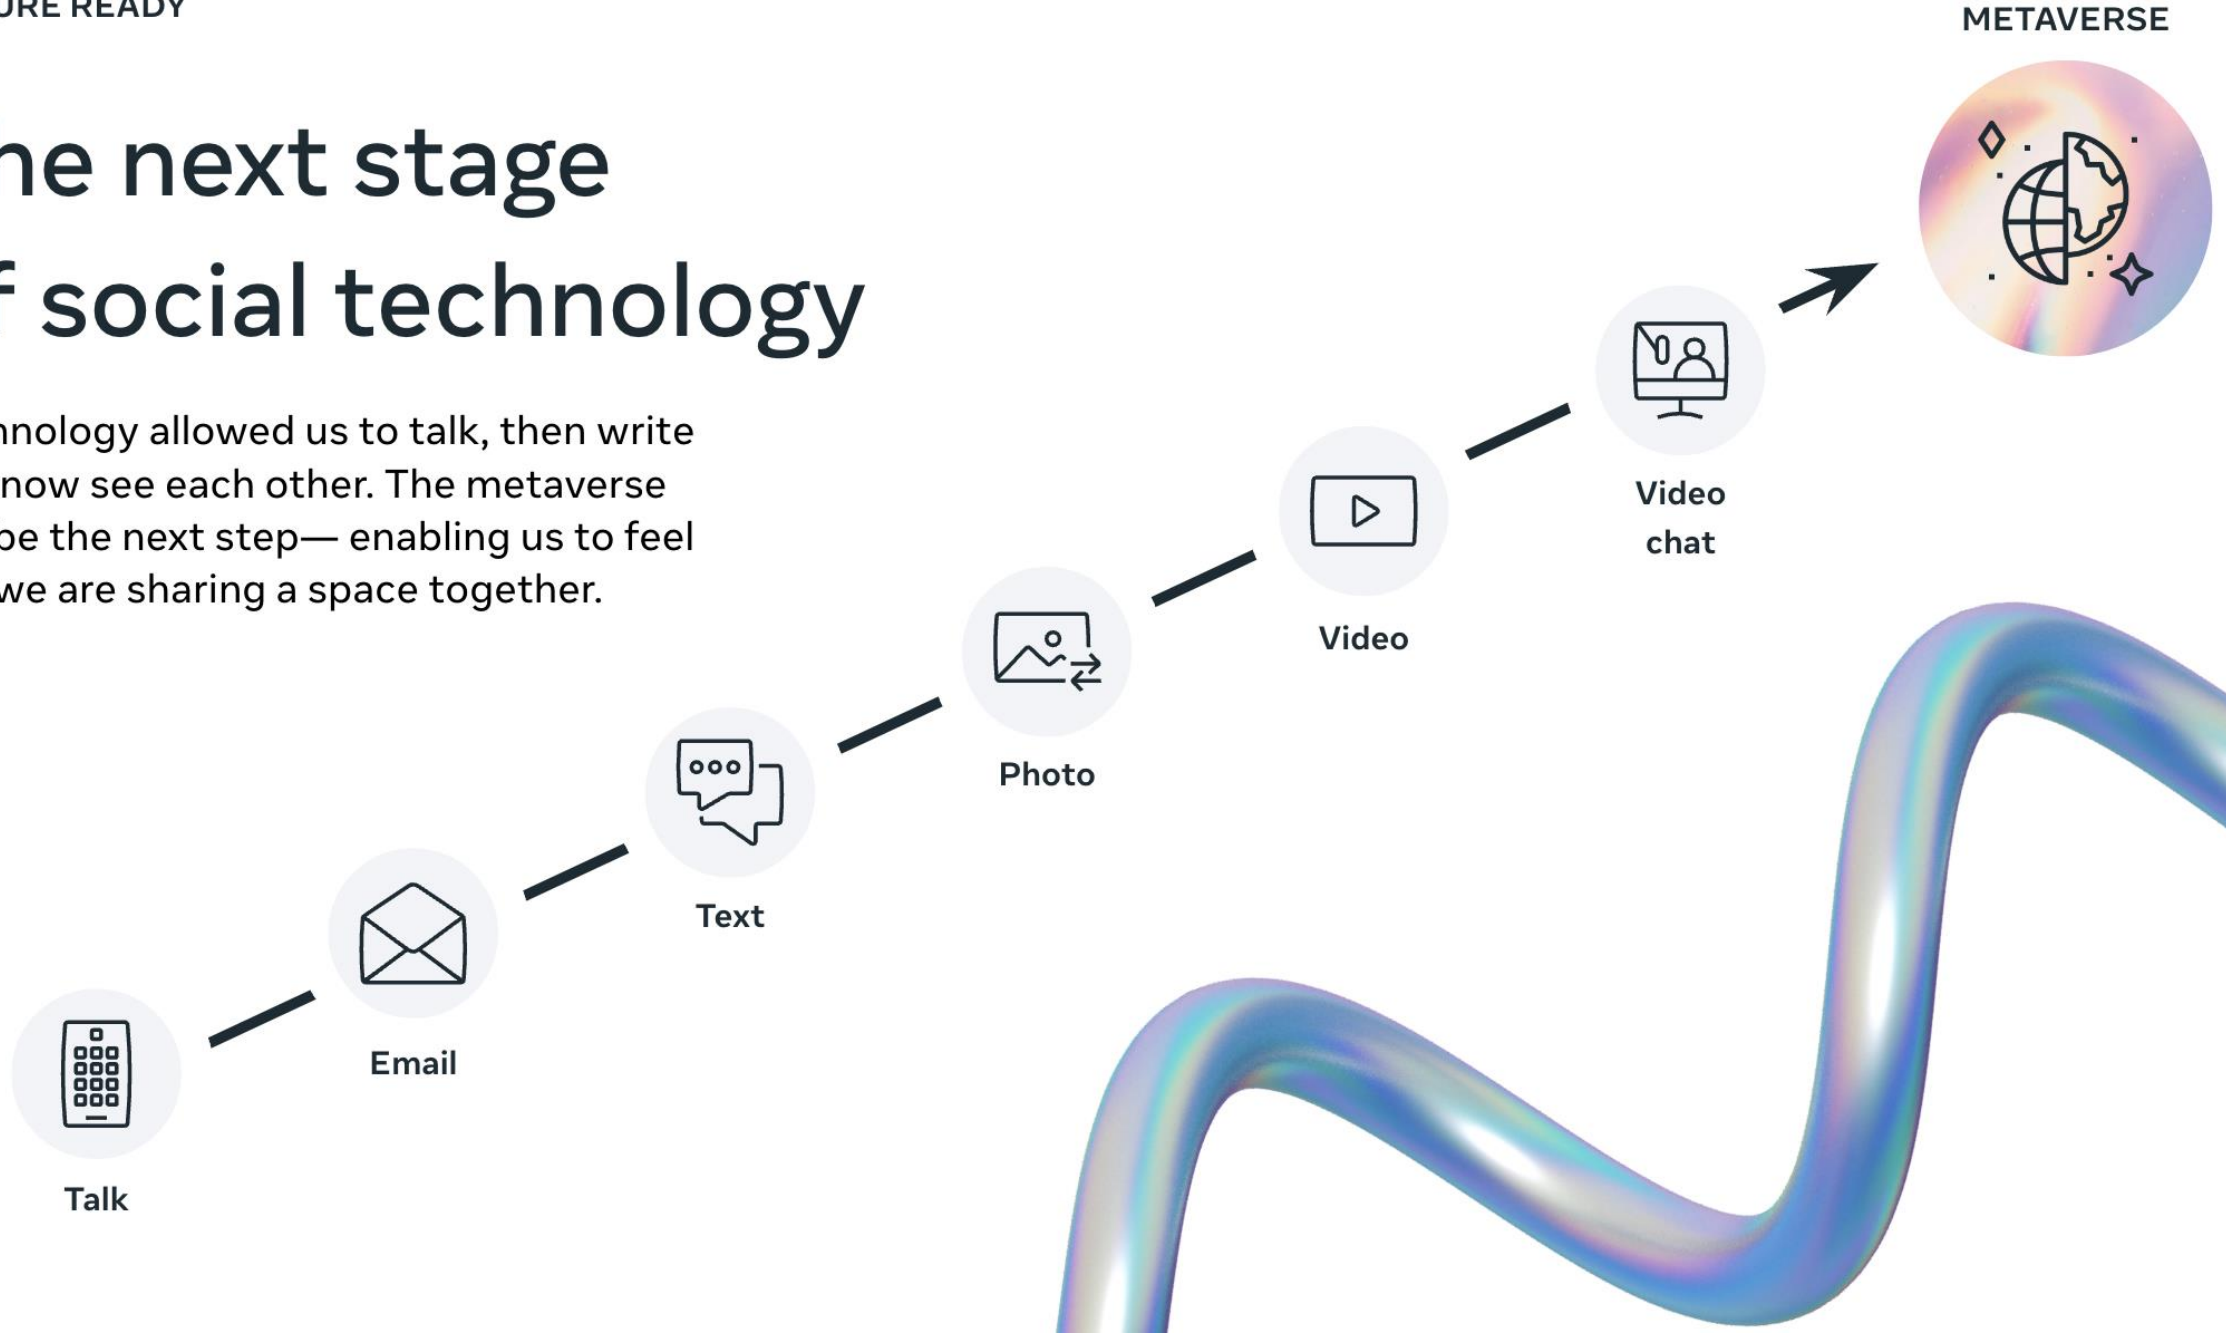 URE READY
METAVERSE
he next stage
f social technology
hnology allowed us to talk, then write
now see each other. The metaverse
be the next step— enabling us to feel
we are sharing a space together.
Video
chat
Video
Photo
Text
Email
Talk